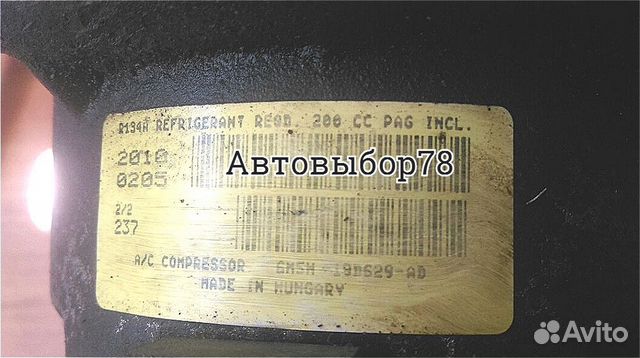 R134A REFRIGERANT REQD. 200 CC PAG INCL.
2010
0205
Автовыбор78
2/2
237
A/C COMPRESSOR 6M5H-19D629-AD
MADE IN HUNGARY
Avito